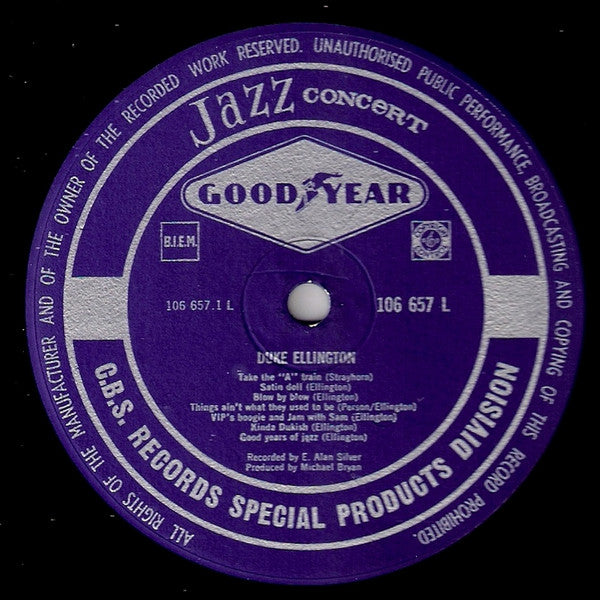 ALL RIGHTS OF THE MANUFACTURER AND OF THE OWNER OF THE RECORDED WORK RESERVED. UNAUTHORISED PUBLIC PERFORMANCE, BROADCASTING AND COPYING OF THIS RECORD PROHIBITED.
Jazz CONCERT
GOOD YEAR
B.I.E.M.
106 657.1 L
106 657 L
DUKE ELLINGTON
Take the "A" train (Strayhorn)
Satin doll (Ellington)
Blow by blow (Ellington)
Things ain't what they used to be (Person/Ellington)
VIP's boogie and Jam with Sam (Ellington)
Kinda Dukish (Ellington)
Good years of jazz (Ellington)
Recorded by E. Alan Silver
Produced by Michael Bryan
C.B.S. RECORDS SPECIAL PRODUCTS DIVISION